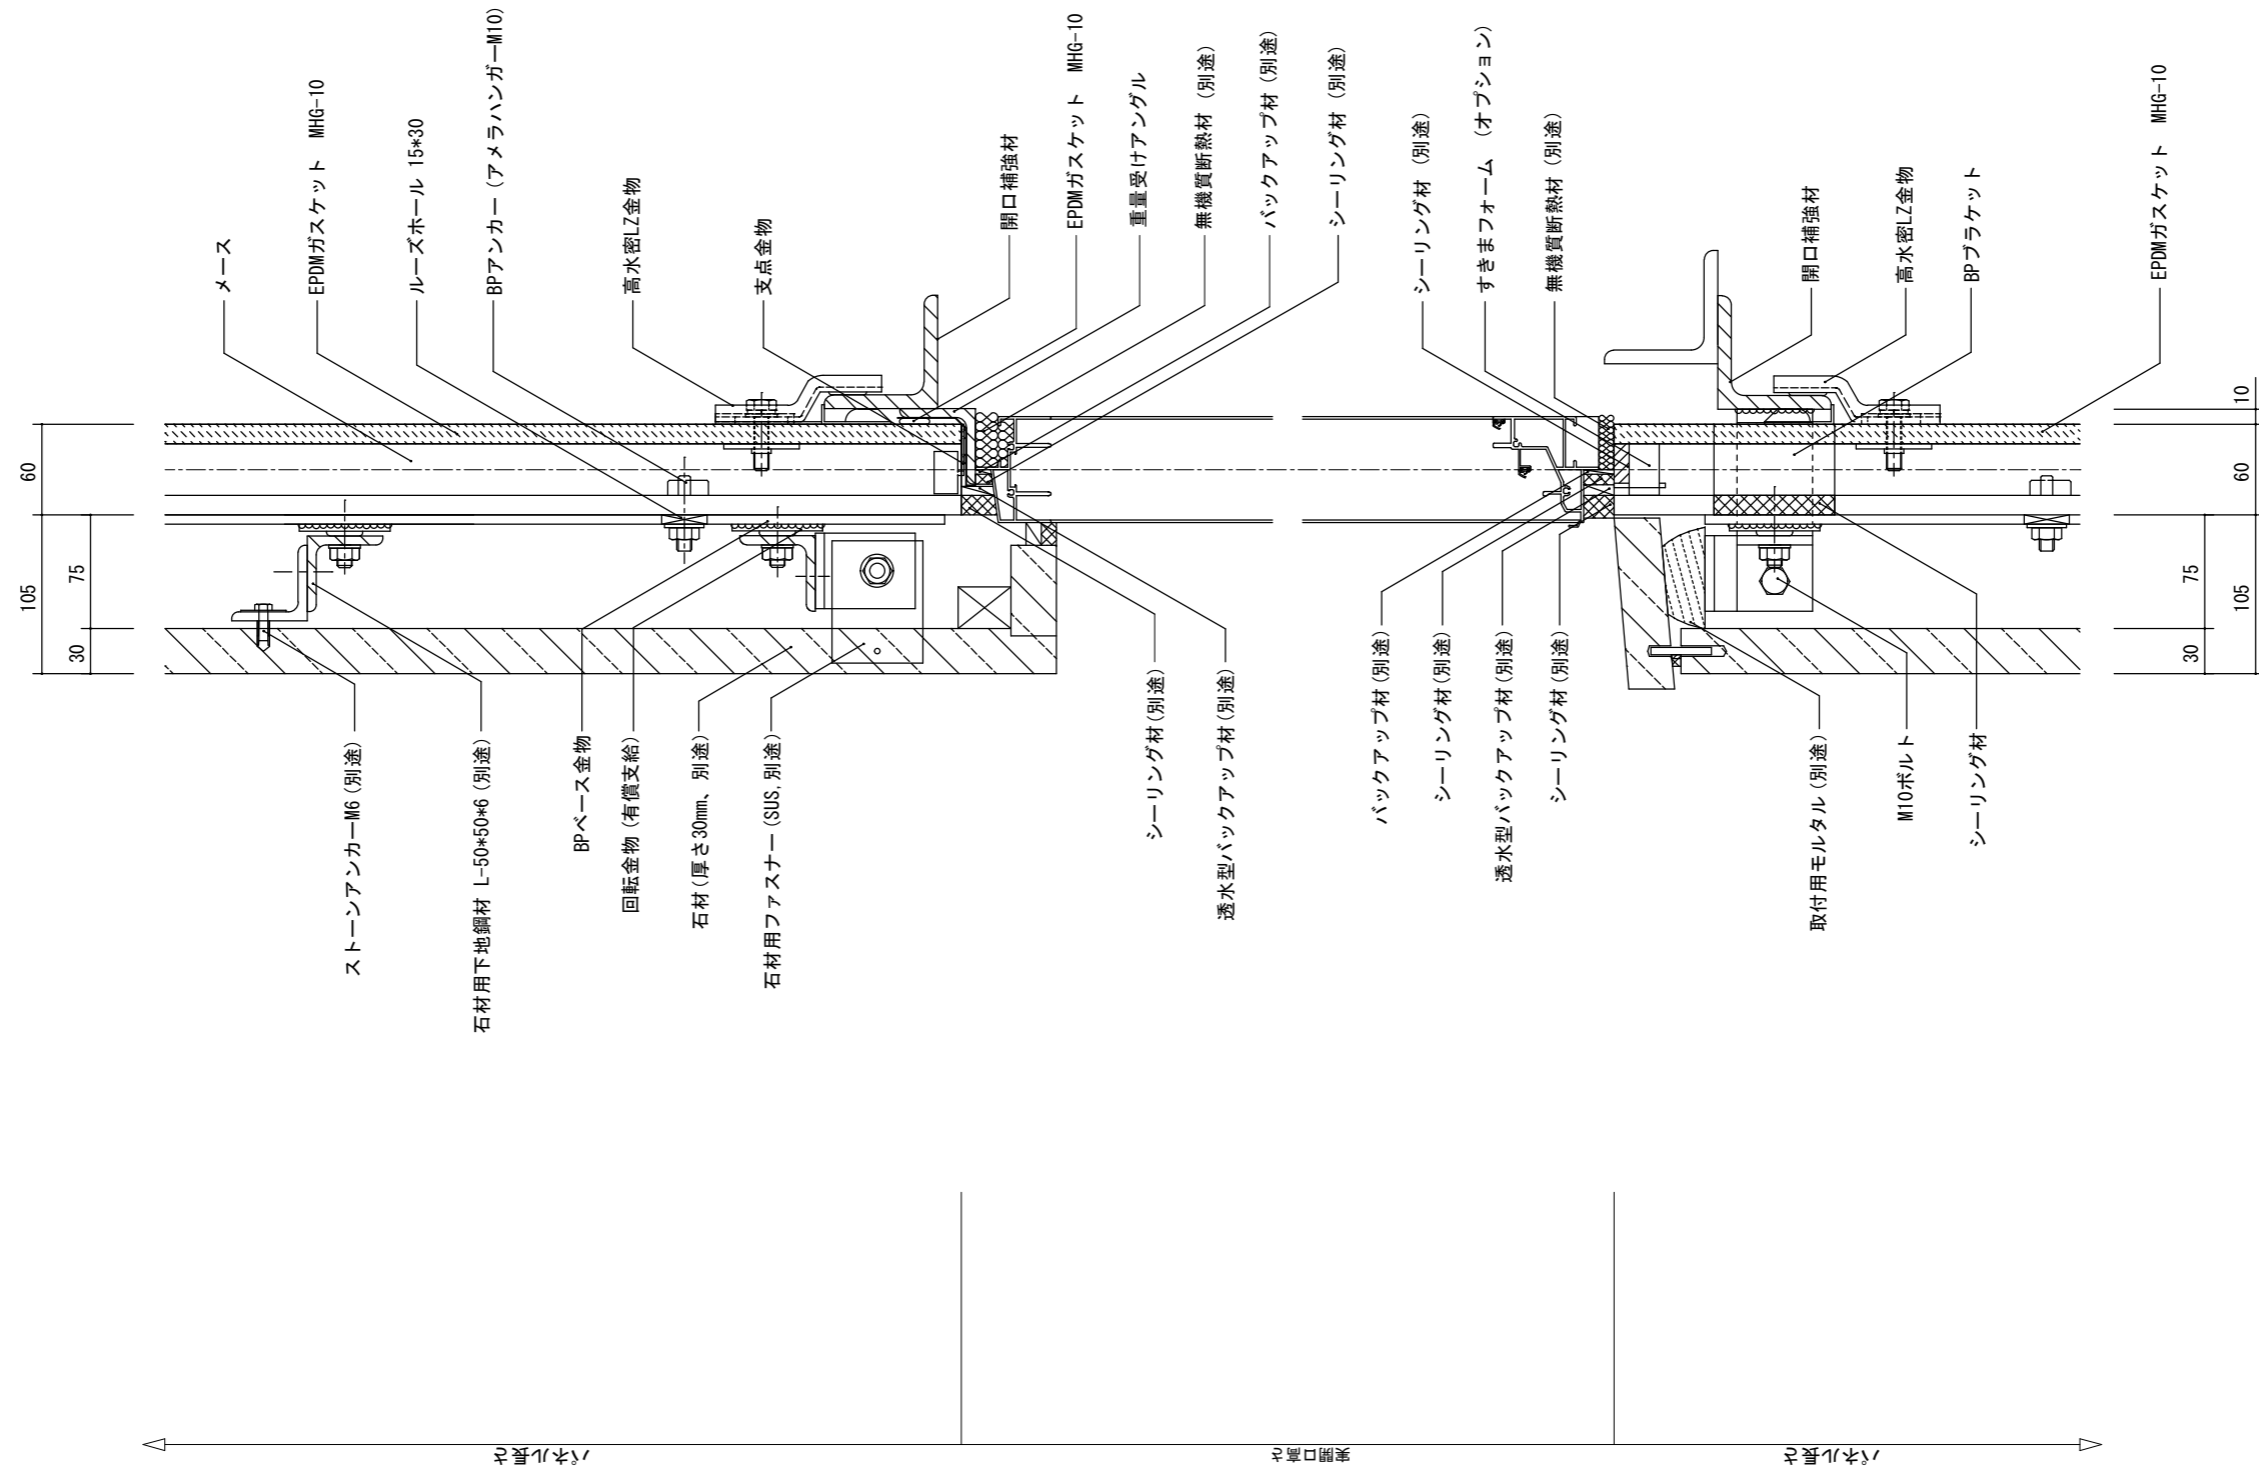 メース
EPDMガスケット MHG-10
ルーズホール 15*30
BPアンカー（アメラハンガーM10）
高水密LZ金物
支点金物
開口補強材
EPDMガスケット MHG-10
重量受けアングル
無機質断熱材（別途）
バックアップ材（別途）
シーリング材（別途）
シーリング材（別途）
すきまフォーム（オプション）
無機質断熱材（別途）
開口補強材
高水密LZ金物
BPブラケット
EPDMガスケット MHG-10
60
75
105
30
10
60
75
105
30
ストーンアンカーM6（別途）
石材用下地鋼材 L-50*50*6（別途）
BPベース金物
回転金物（有償支給）
石材（厚さ30mm、別途）
石材用ファスナー（SUS,別途）
シーリング材（別途）
透水型バックアップ材（別途）
バックアップ材（別途）
シーリング材（別途）
透水型バックアップ材（別途）
シーリング材（別途）
取付用モルタル（別途）
M10ボルト
シーリング材
パネル長さ
実開口高さ
パネル長さ